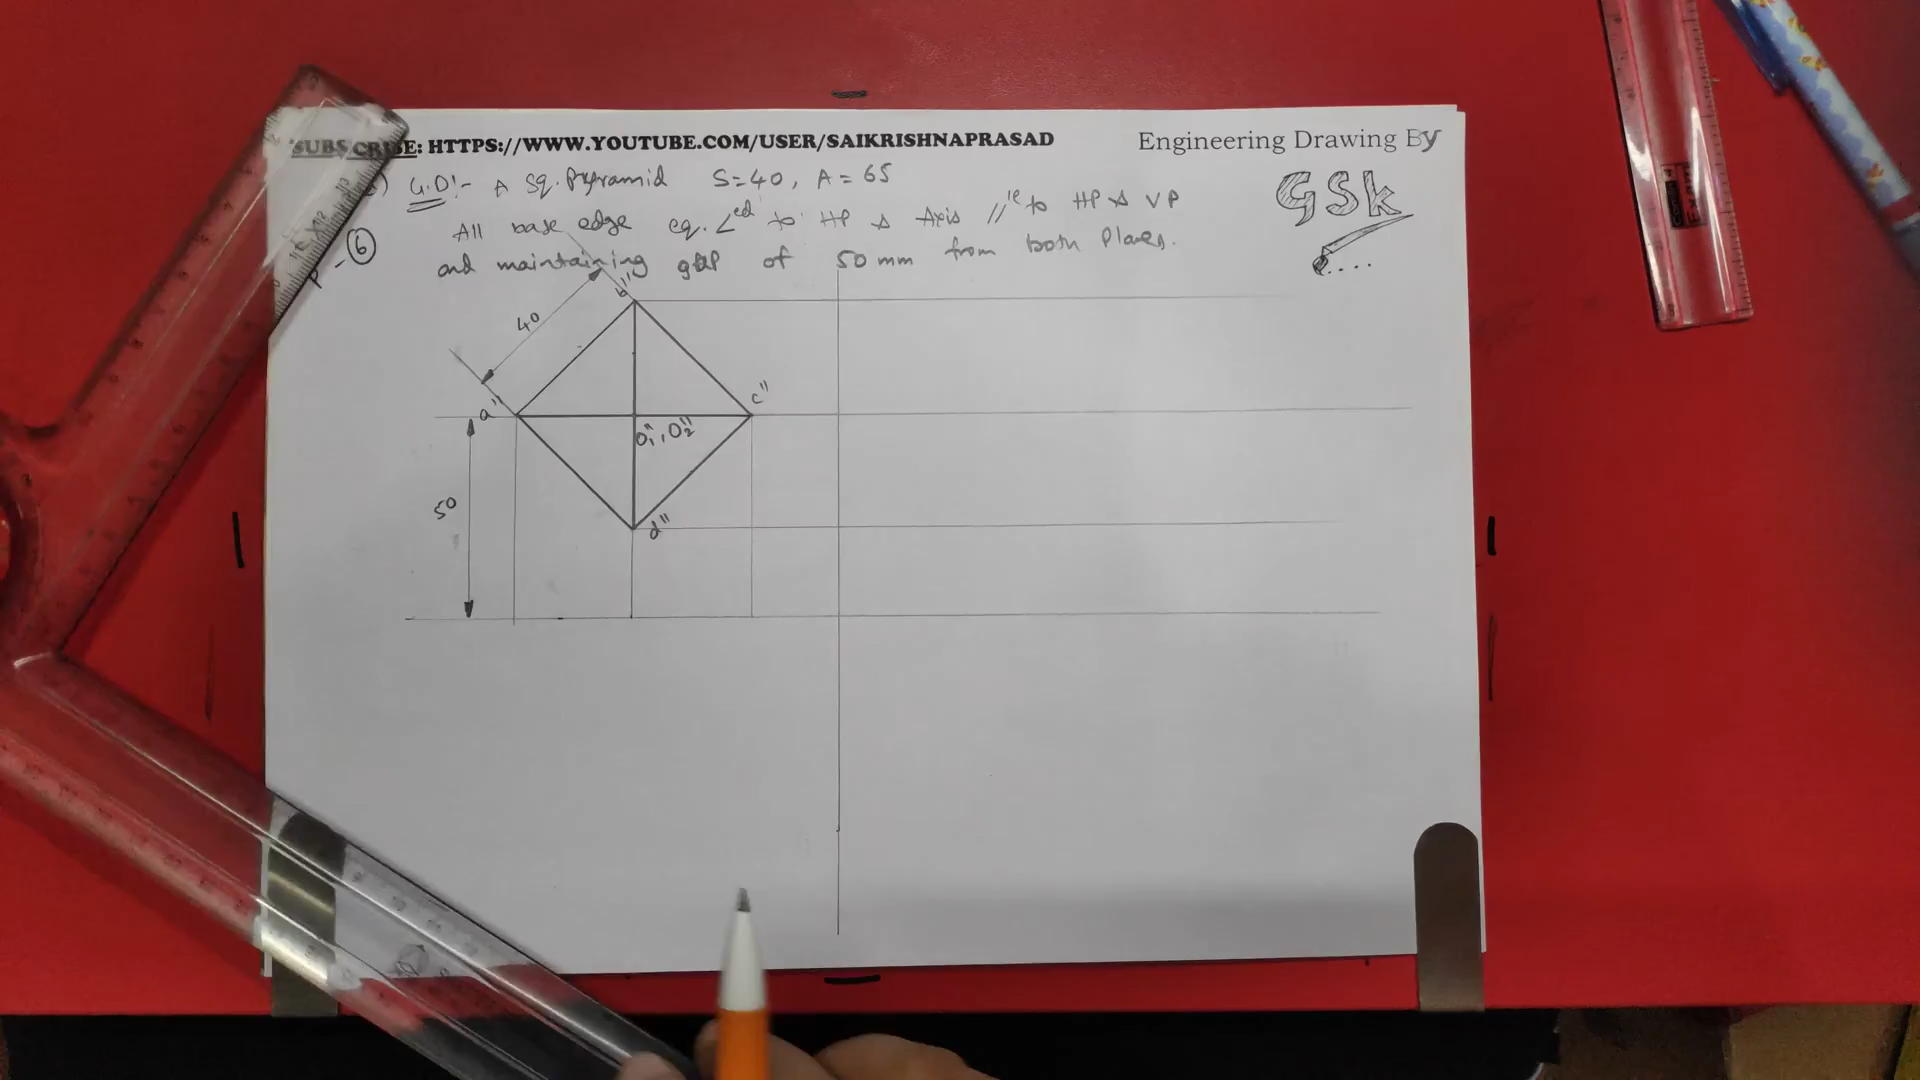 SUBSCRIBE: HTTPS://WWW.YOUTUBE.COM/USER/SAIKRISHNAPRASAD
Engineering Drawing By
GSK
G.D:- A Sq. Pyramid S=40, A=65
All base edge eq. ∠ed to HP & Axis //le to HP & VP
and maintaining gap of 50 mm from both Planes.
P-6
b"
40
c"
a"
O1", O2"
50
d"